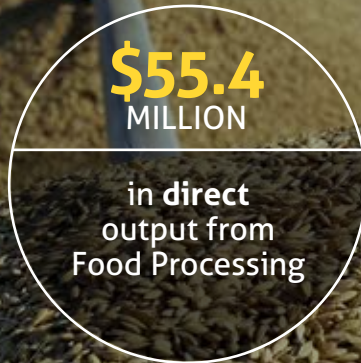 $55.4
MILLION
in direct
output from
Food Processing